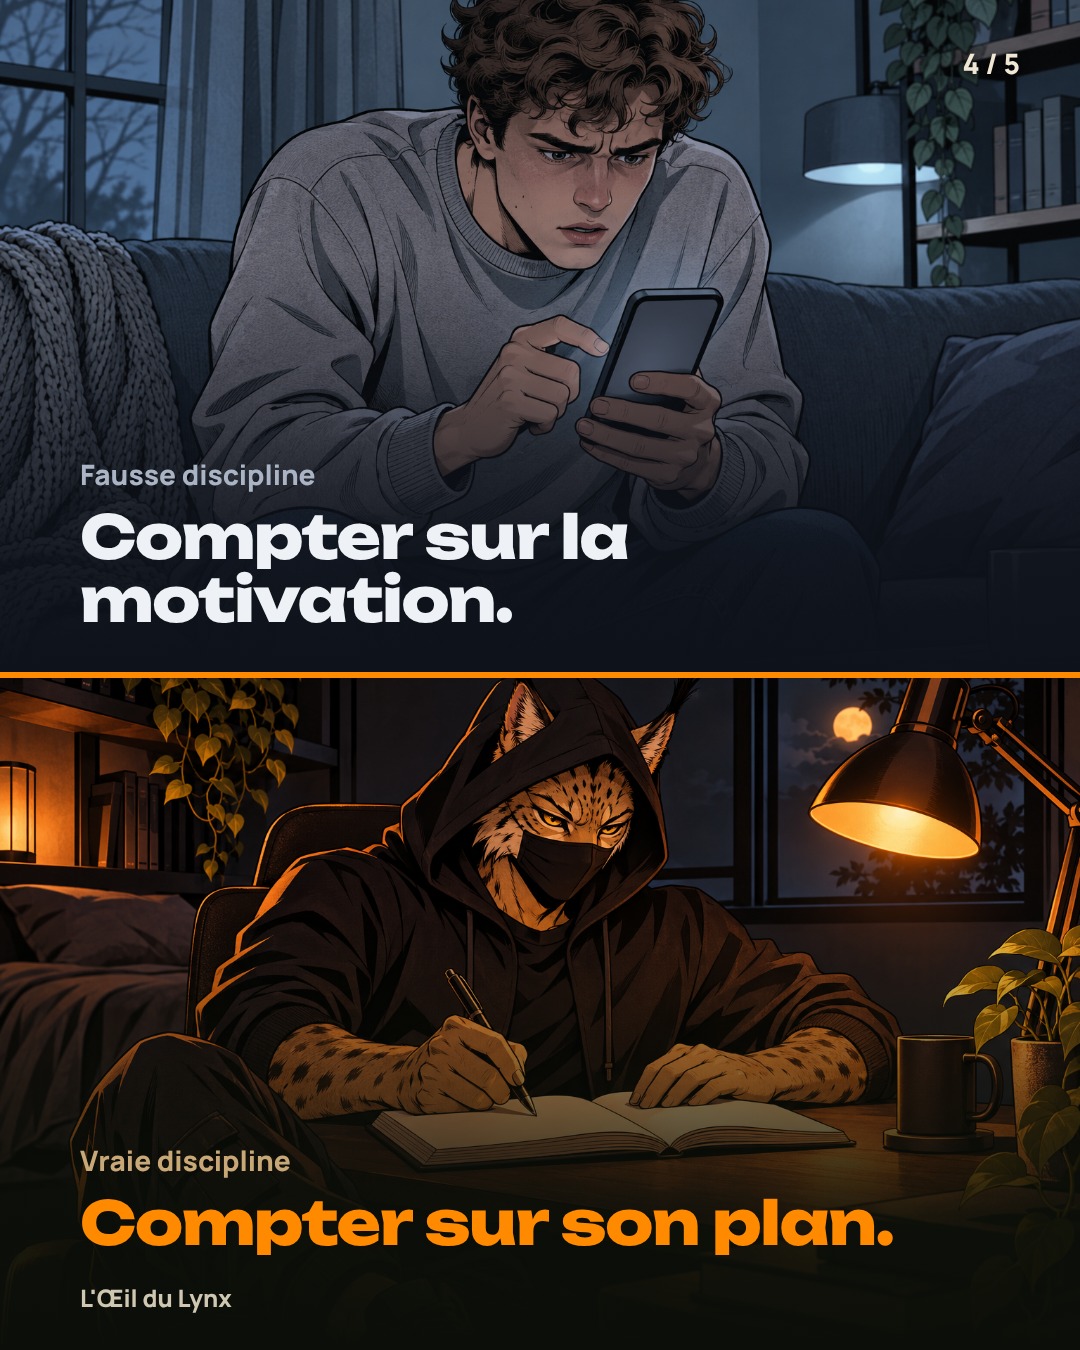 4 / 5
Fausse discipline
Compter sur la
motivation.
Vraie discipline
Compter sur son plan.
L'Œil du Lynx